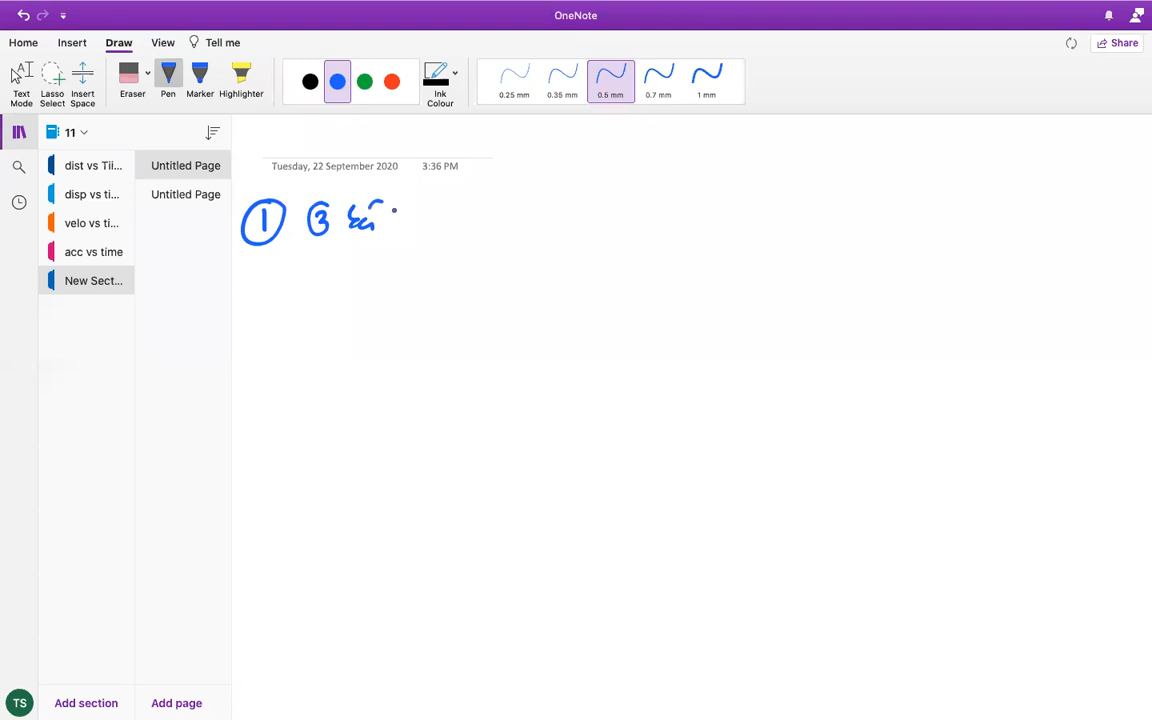 OneNote
Home Insert Draw View Tell me Share
Text Mode Lasso Select Insert Space Eraser Pen Marker Highlighter Ink Colour 0.25 mm 0.35 mm 0.5 mm 0.7 mm 1 mm
11
dist vs Tii... Untitled Page
disp vs ti... Untitled Page
velo vs ti...
acc vs time
New Sect...
Tuesday, 22 September 2020 3:36 PM
① ③
TS Add section Add page